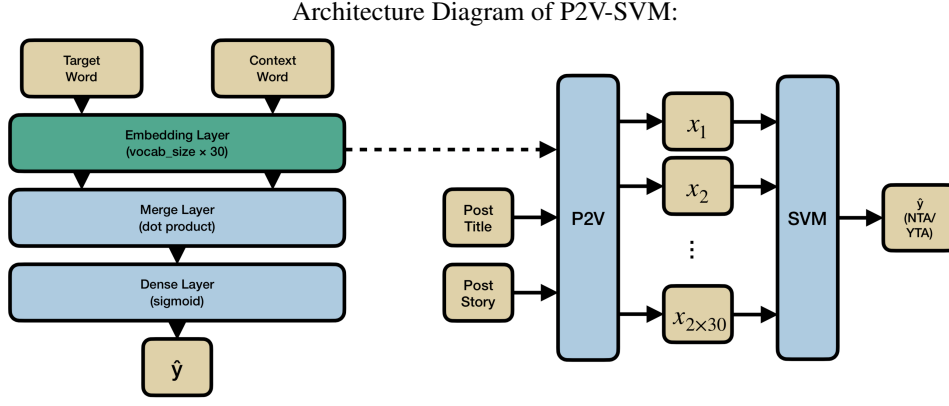 Architecture Diagram of P2V-SVM:
Target
Word
Context
Word
Embedding Layer
(vocab_size × 30)
Merge Layer
(dot product)
Dense Layer
(sigmoid)
ŷ
Post
Title
Post
Story
P2V
x₁
x₂
⋮
x₂×₃₀
SVM
ŷ
(NTA/
YTA)